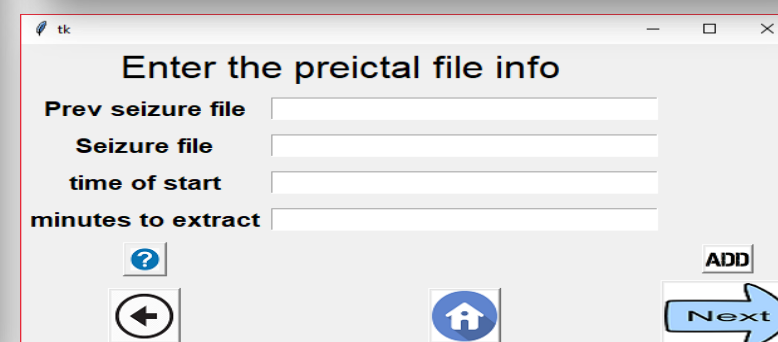 tk
Enter the preictal file info
Prev seizure file
Seizure file
time of start
minutes to extract
?
ADD
Next